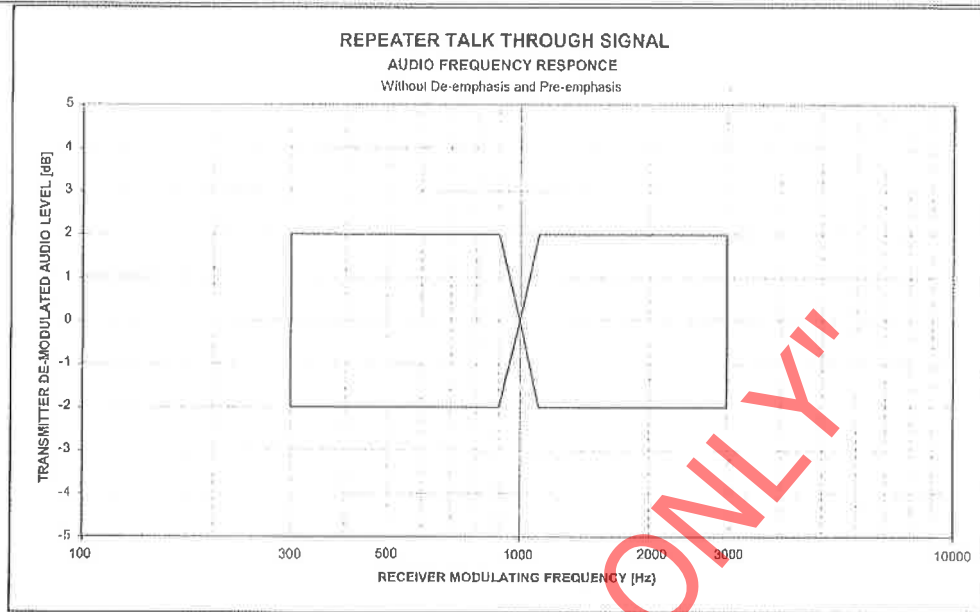 REPEATER TALK THROUGH SIGNAL
AUDIO FREQUENCY RESPONCE
Without De-emphasis and Pre-emphasis
TRANSMITTER DE-MODULATED AUDIO LEVEL [dB]
5
4
3
2
1
0
-1
-2
-3
-4
-5
100 300 500 1000 2000 3000 10000
RECEIVER MODULATING FREQUENCY [Hz]
ONLY"